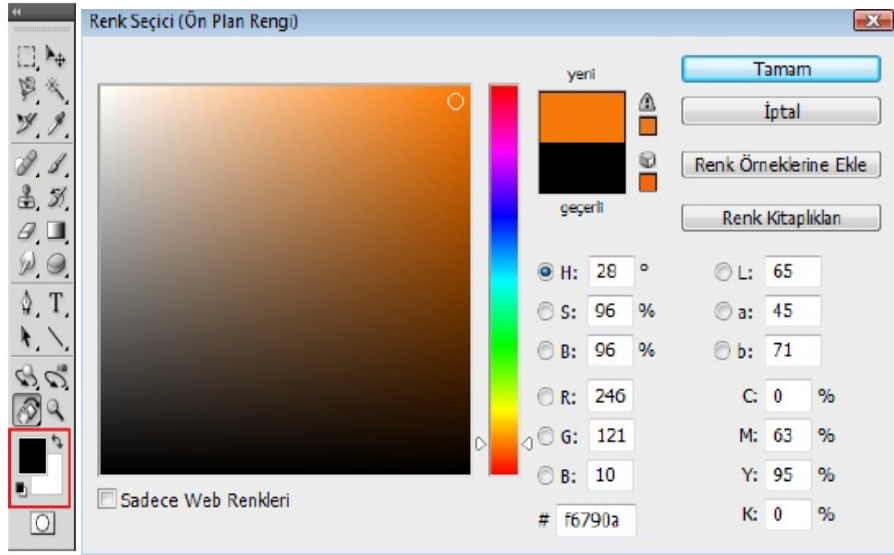 Renk Seçici (Ön Plan Rengi)
yeni
geçerli
Tamam
İptal
Renk Örneklerine Ekle
Renk Kitaplıkları
H: 28 °
S: 96 %
B: 96 %
R: 246
G: 121
B: 10
# f6790a
L: 65
a: 45
b: 71
C: 0 %
M: 63 %
Y: 95 %
K: 0 %
Sadece Web Renkleri
T